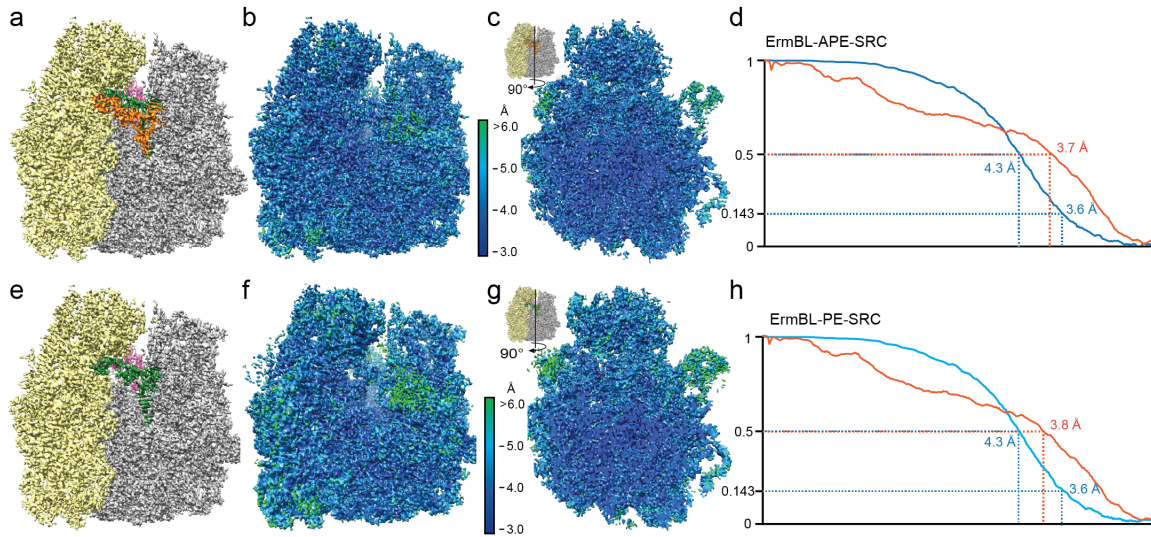 a
b
c
d
90°
Å
>6.0
-5.0
-4.0
-3.0
ErmBL-APE-SRC
1
0.5
0.143
0
3.7 Å
4.3 Å
3.6 Å
e
f
g
h
90°
Å
>6.0
-5.0
-4.0
-3.0
ErmBL-PE-SRC
1
0.5
0.143
0
3.8 Å
4.3 Å
3.6 Å